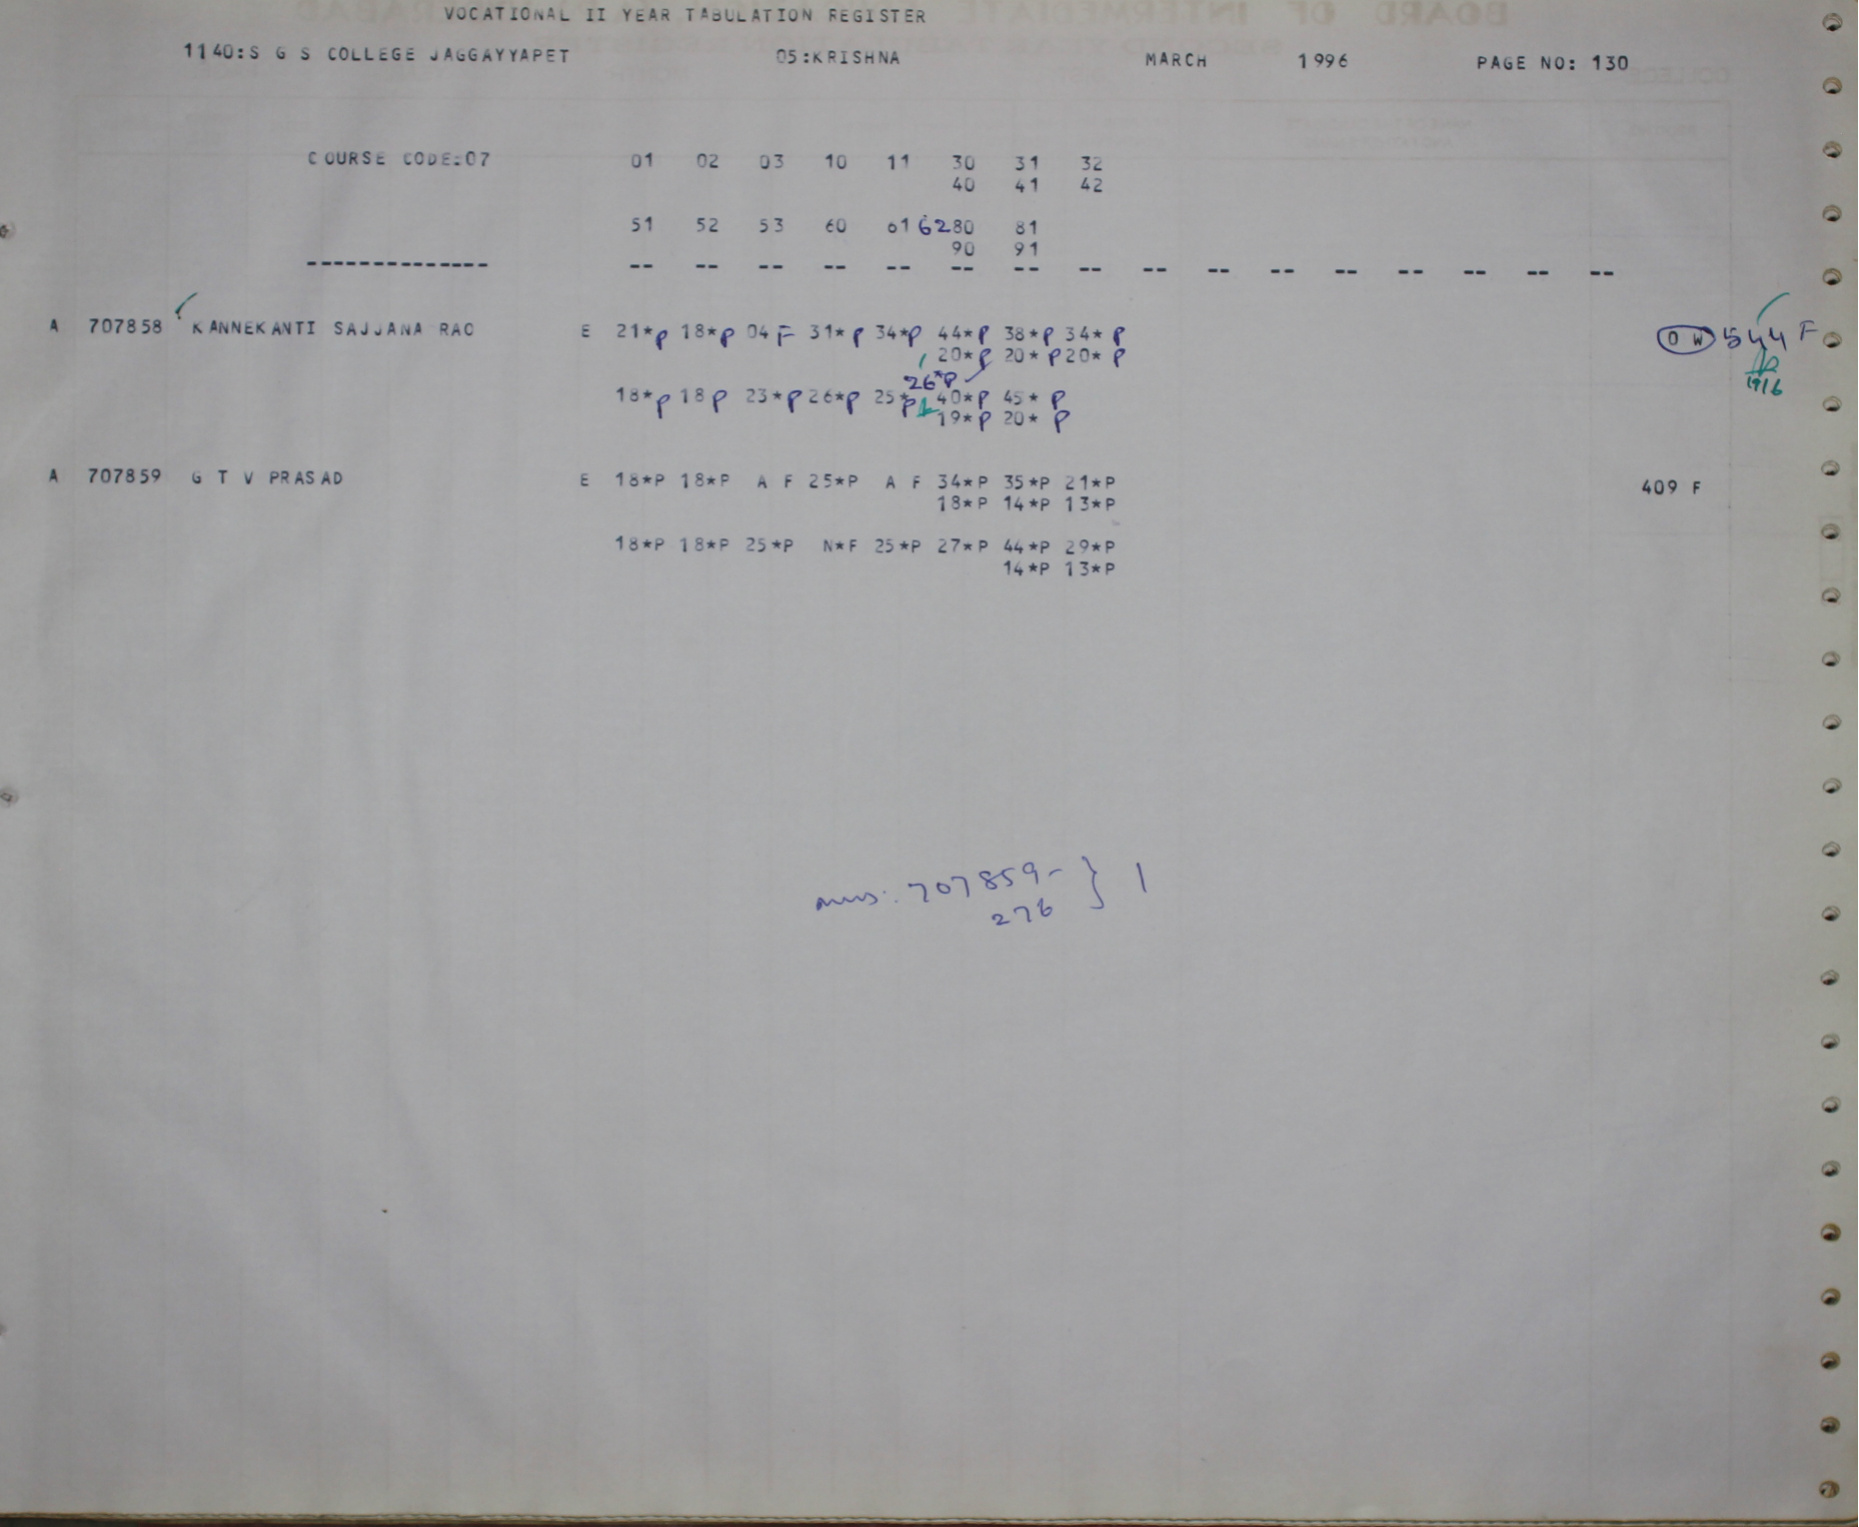 VOCATIONAL II YEAR TABULATION REGISTER
1140:S G S COLLEGE JAGGAYYAPET 05:KRISHNA MARCH 1996 PAGE NO: 130
COURSE CODE:07 01 02 03 10 11 30 31 32
40 41 42
51 52 53 60 61 62 80 81
90 91
-------------- -- -- -- -- -- -- -- -- -- -- -- -- -- -- -- --
A 707858 KANNEKANTI SAJJANA RAO E 21*P 18*P 04 F 31*P 34*P 44*P 38*P 34*P O W 544 F
20*P 20*P 20*P
26*P
18*P 18 P 23*P 26*P 25*P 40*P 45*P
19*P 20*P
A 707859 G T V PRASAD E 18*P 18*P A F 25*P A F 34*P 35*P 21*P 409 F
18*P 14*P 13*P
18*P 18*P 25*P N*F 25*P 27*P 44*P 29*P
14*P 13*P
707859- } 1
276